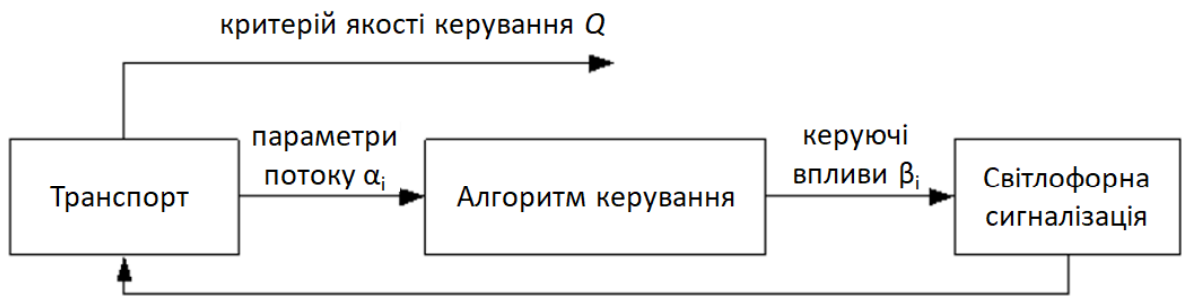 критерій якості керування Q
параметри
потоку αi
керуючі
впливи βi
Транспорт
Алгоритм керування
Світлофорна
сигналізація